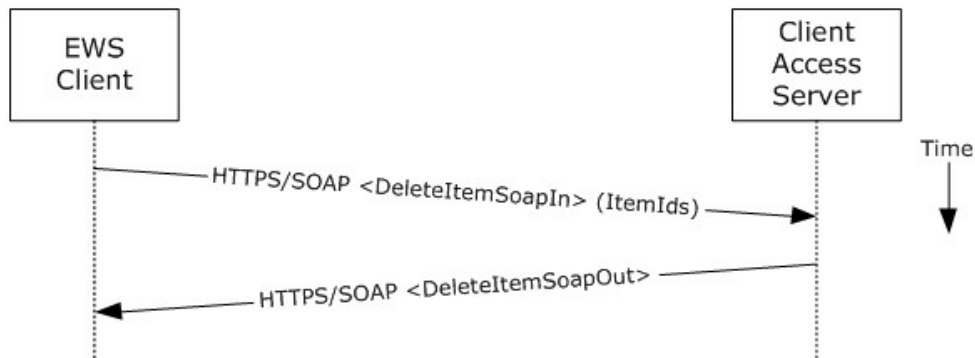 EWS
Client
Client
Access
Server
Time
HTTPS/SOAP <DeleteItemSoapIn> (ItemIds)
HTTPS/SOAP <DeleteItemSoapOut>